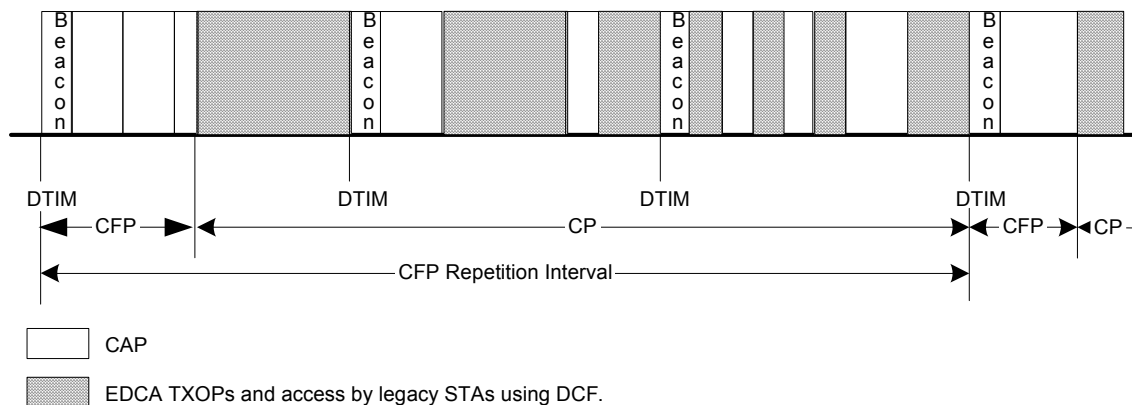 Beacon
Beacon
Beacon
Beacon
DTIM
DTIM
DTIM
DTIM
CFP
CP
CFP
CP
CFP Repetition Interval
CAP
EDCA TXOPs and access by legacy STAs using DCF.